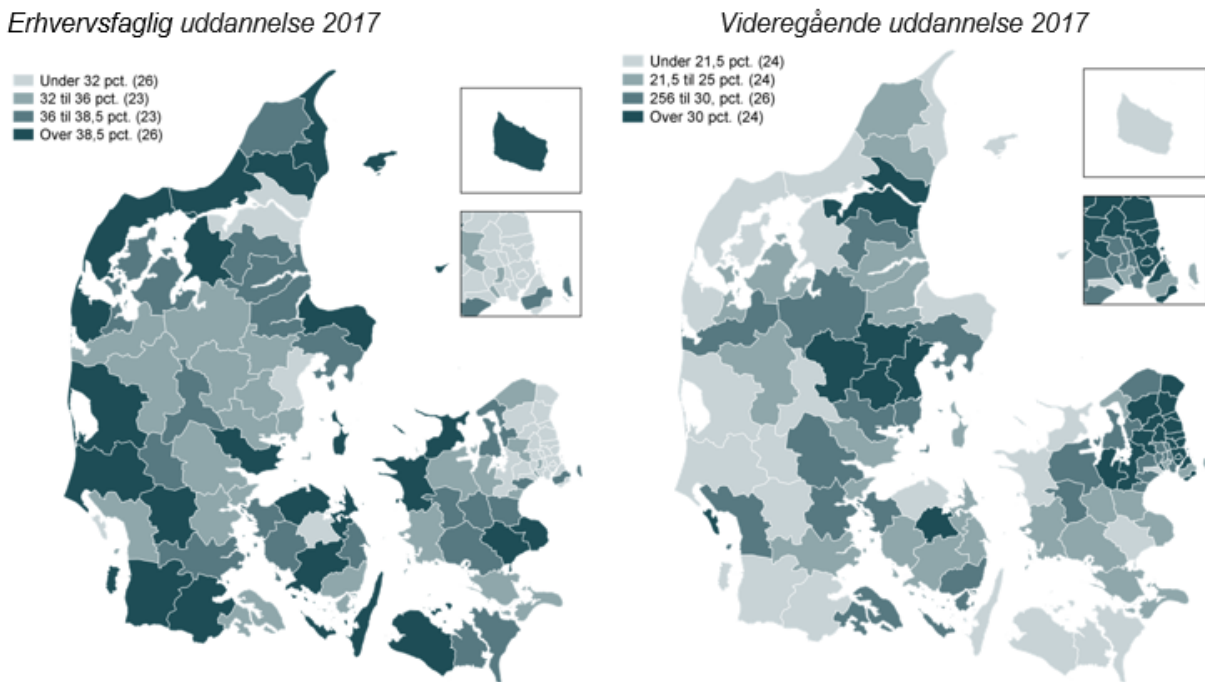 Erhvervsfaglig uddannelse 2017
Under 32 pct. (26)
32 til 36 pct. (23)
36 til 38,5 pct. (23)
Over 38,5 pct. (26)
Videregående uddannelse 2017
Under 21,5 pct. (24)
21,5 til 25 pct. (24)
256 til 30, pct. (26)
Over 30 pct. (24)